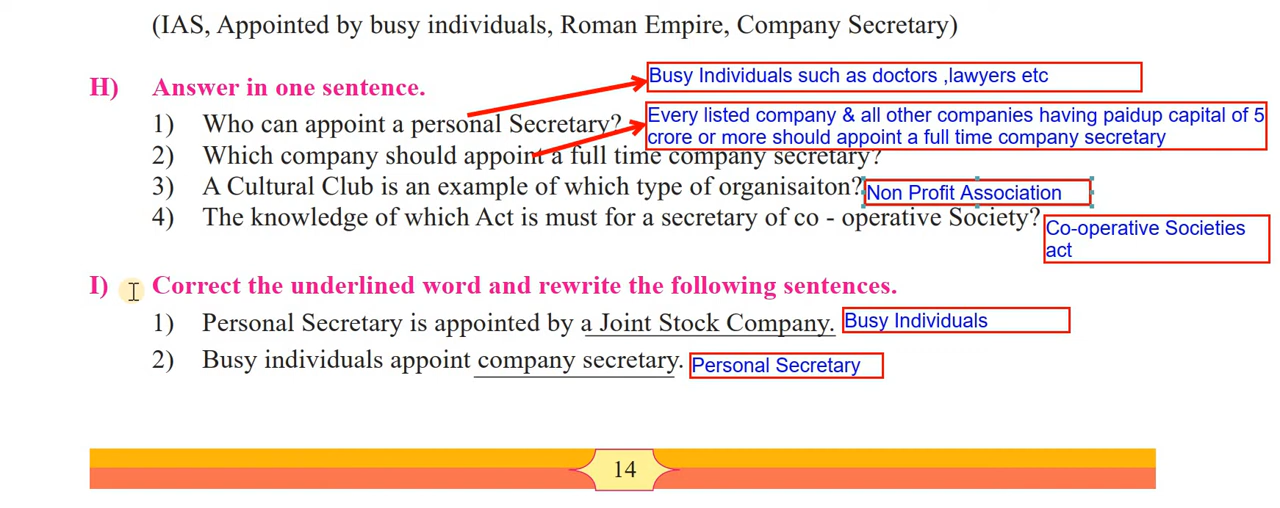 (IAS, Appointed by busy individuals, Roman Empire, Company Secretary)
H) Answer in one sentence.
Busy Individuals such as doctors ,lawyers etc
1) Who can appoint a personal Secretary?
Every listed company & all other companies having paidup capital of 5
crore or more should appoint a full time company secretary
2) Which company should appoint a full time company secretary?
3) A Cultural Club is an example of which type of organisaiton?
Non Profit Association
4) The knowledge of which Act is must for a secretary of co - operative Society?
Co-operative Societies
act
I) Correct the underlined word and rewrite the following sentences.
1) Personal Secretary is appointed by a Joint Stock Company.
Busy Individuals
2) Busy individuals appoint company secretary.
Personal Secretary
14